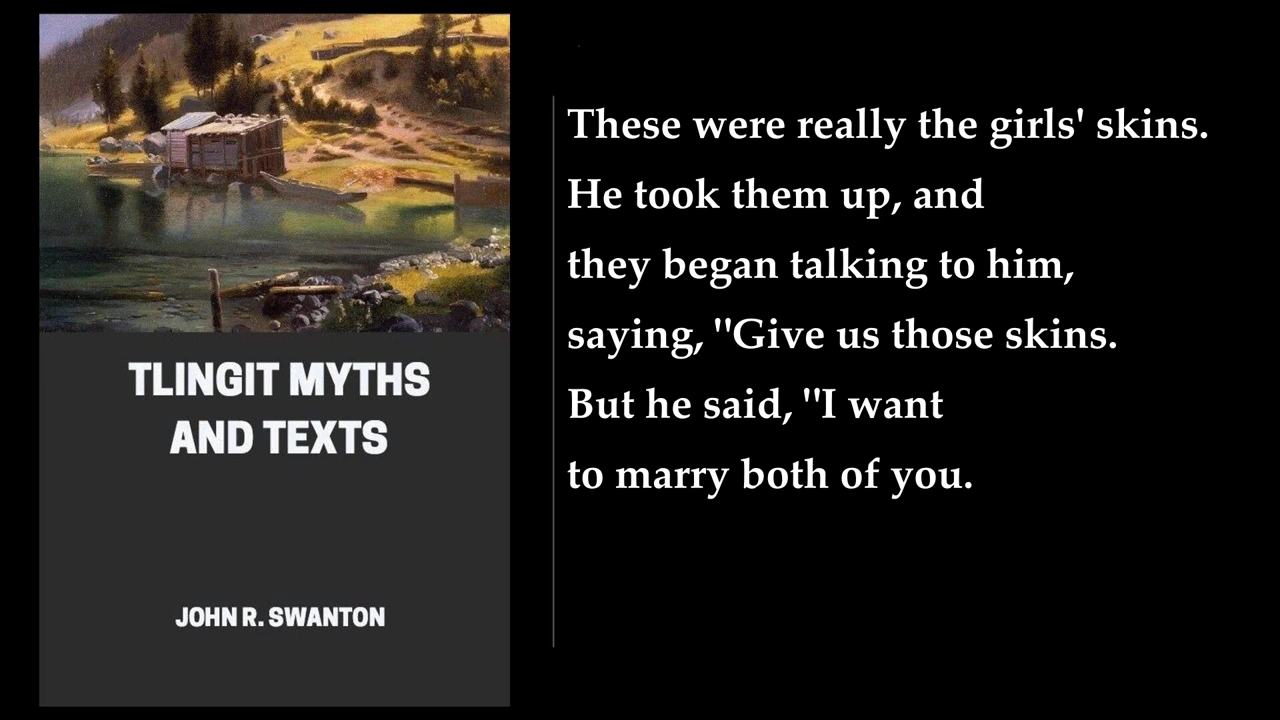 TLINGIT MYTHS
AND TEXTS
JOHN R. SWANTON
These were really the girls' skins.
He took them up, and
they began talking to him,
saying, "Give us those skins.
But he said, "I want
to marry both of you.